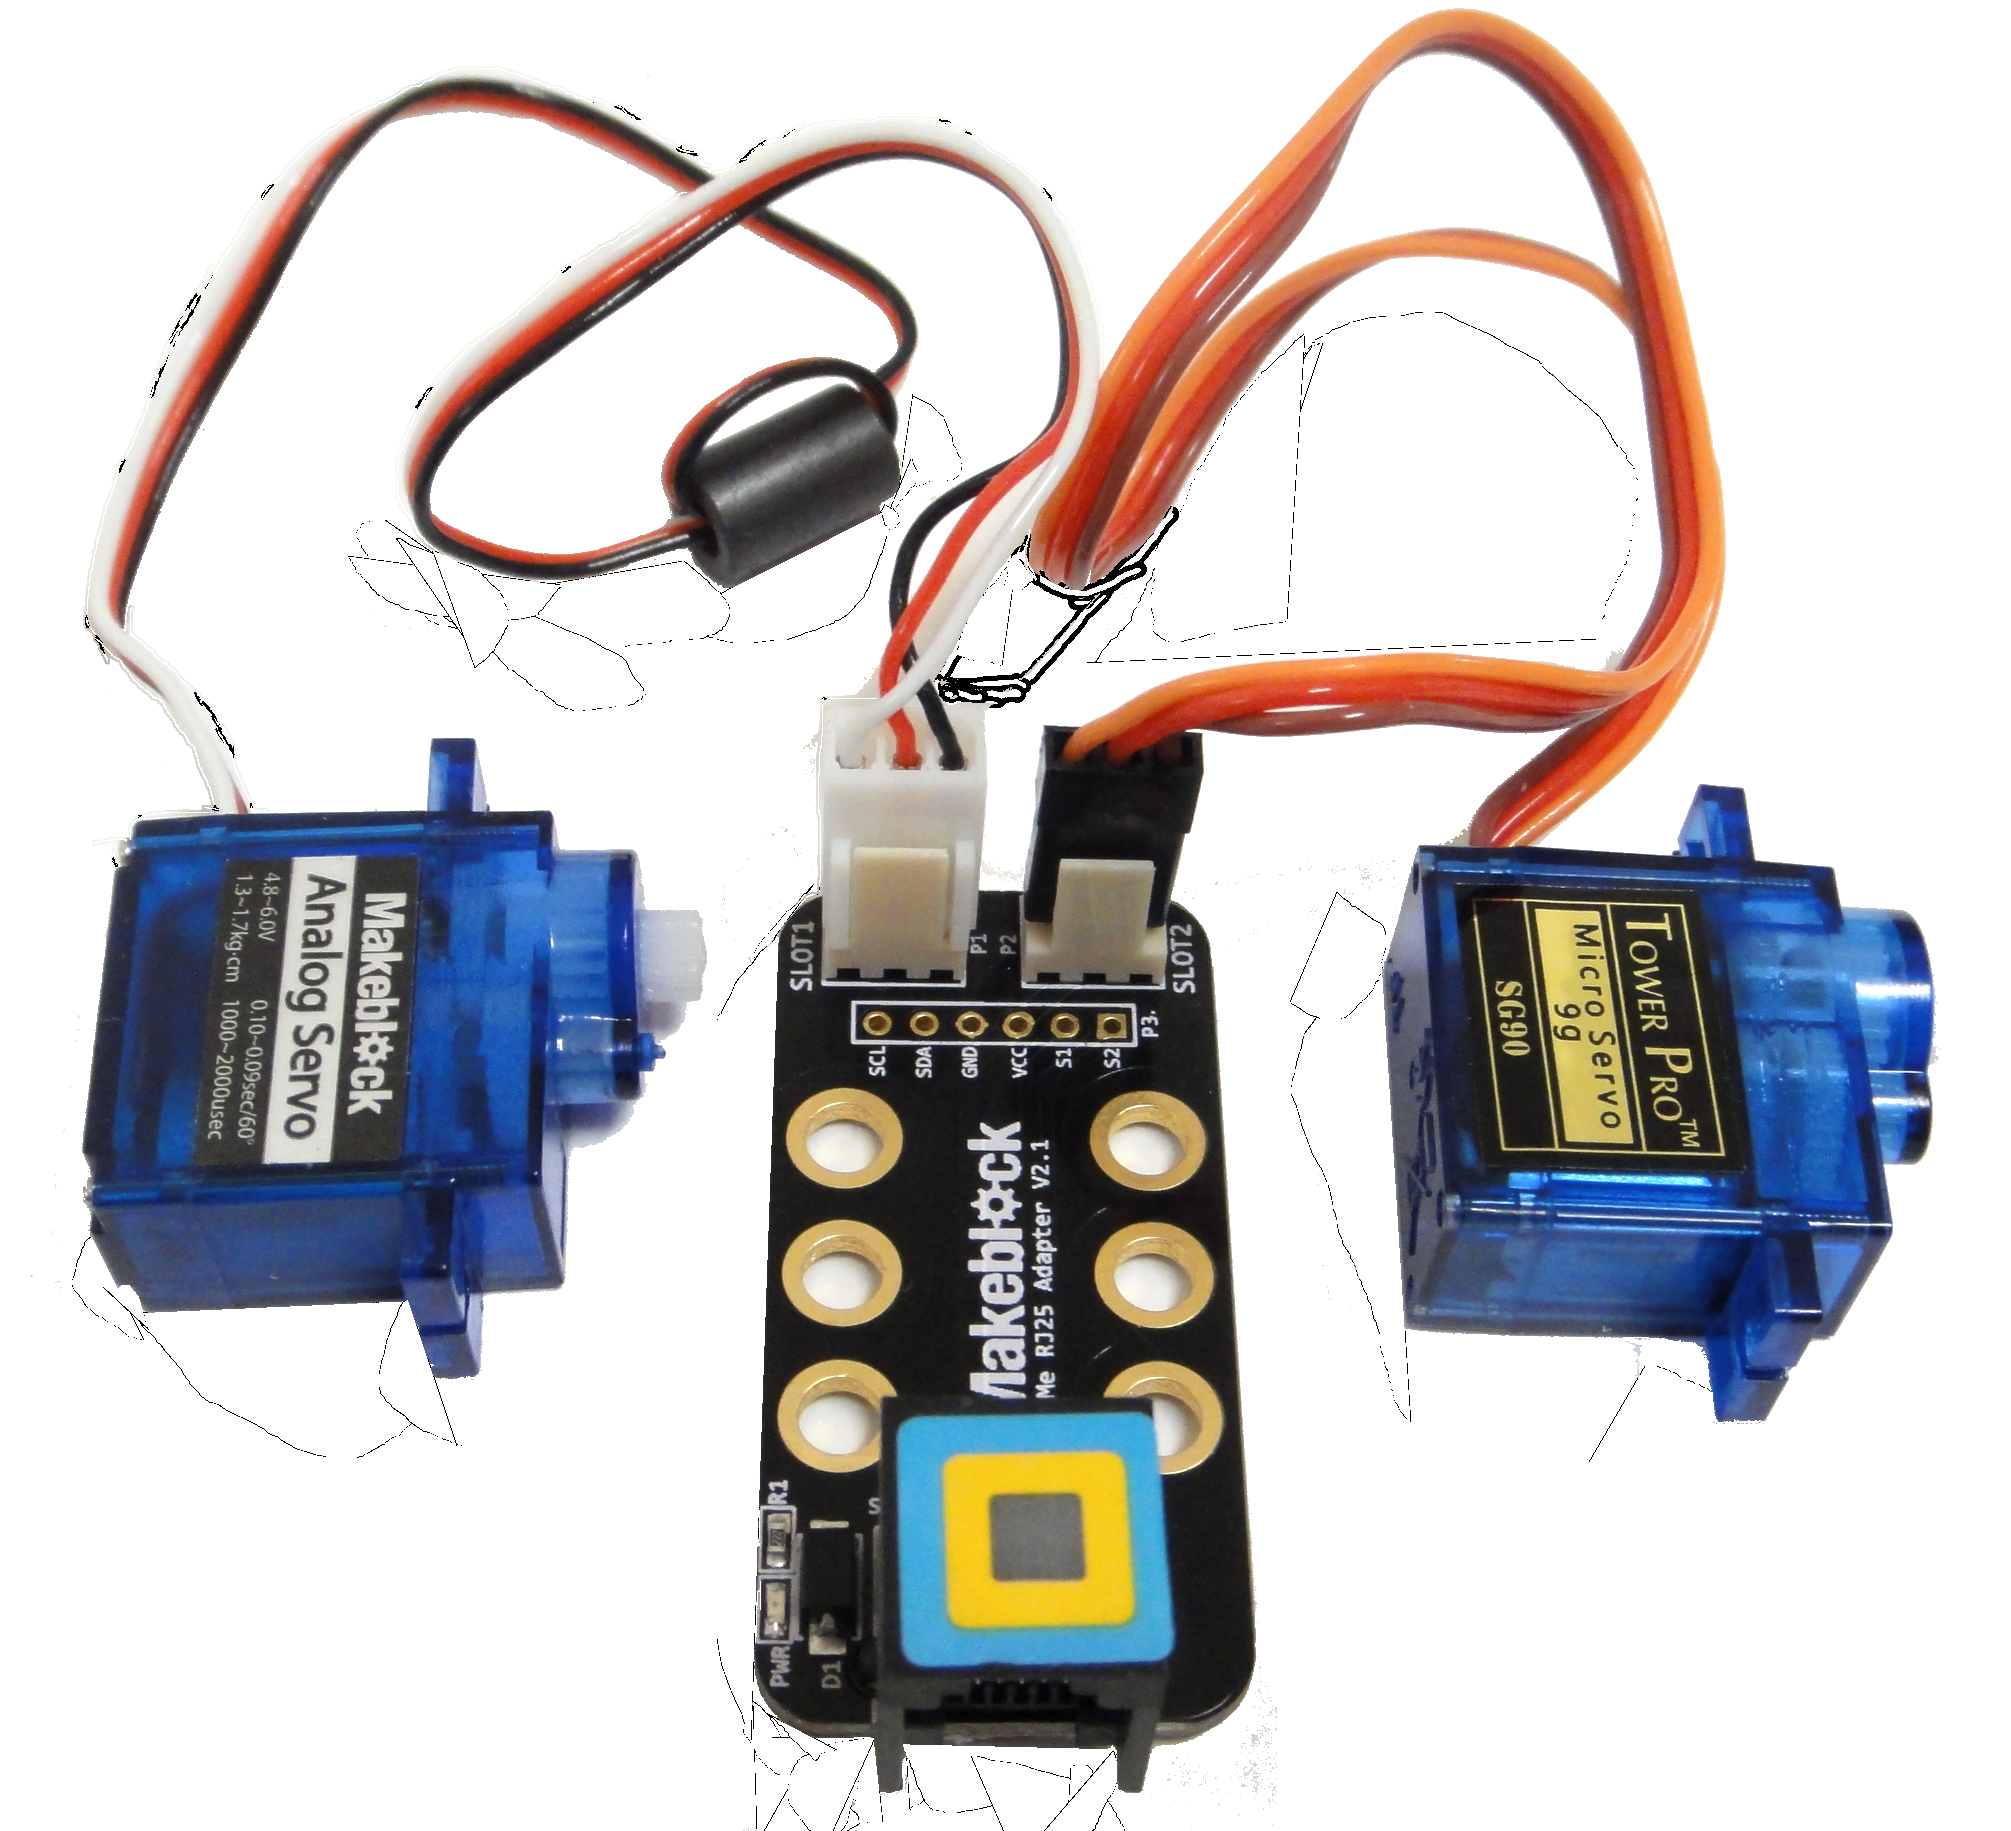 Makeblock
Analog Servo
4.8~6.0V 0.10~0.09sec/60°
1.3~1.7kg·cm 1000~2000usec
SLOT1
P1
P2
SLOT2
P3.
SCL
SDA
GND
VCC
S1
S2
Makeblock
Me RJ25 Adapter V2.1
R1
S
PWR
D1
TOWER PRO™
Micro Servo
9g
SG90